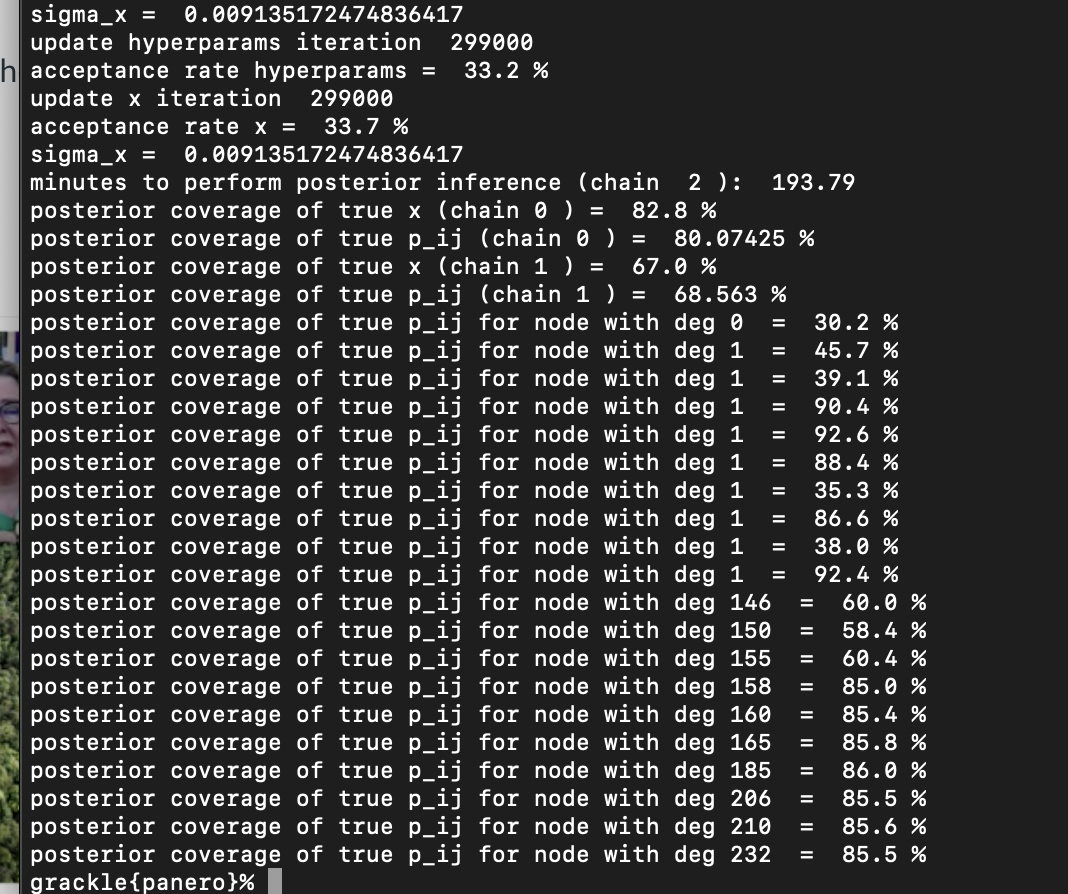 sigma_x =  0.009135172474836417
update hyperparams iteration  299000
acceptance rate hyperparams =  33.2 %
h
update x iteration  299000
acceptance rate x =  33.7 %
sigma_x =  0.009135172474836417
minutes to perform posterior inference (chain  2 ):  193.79
posterior coverage of true x (chain 0 ) =  82.8 %
posterior coverage of true p_ij (chain 0 ) =  80.07425 %
posterior coverage of true x (chain 1 ) =  67.0 %
posterior coverage of true p_ij (chain 1 ) =  68.563 %
posterior coverage of true p_ij for node with deg 0  =  30.2 %
posterior coverage of true p_ij for node with deg 1  =  45.7 %
posterior coverage of true p_ij for node with deg 1  =  39.1 %
posterior coverage of true p_ij for node with deg 1  =  90.4 %
posterior coverage of true p_ij for node with deg 1  =  92.6 %
posterior coverage of true p_ij for node with deg 1  =  88.4 %
posterior coverage of true p_ij for node with deg 1  =  35.3 %
posterior coverage of true p_ij for node with deg 1  =  86.6 %
posterior coverage of true p_ij for node with deg 1  =  38.0 %
posterior coverage of true p_ij for node with deg 1  =  92.4 %
posterior coverage of true p_ij for node with deg 146  =  60.0 %
posterior coverage of true p_ij for node with deg 150  =  58.4 %
posterior coverage of true p_ij for node with deg 155  =  60.4 %
posterior coverage of true p_ij for node with deg 158  =  85.0 %
posterior coverage of true p_ij for node with deg 160  =  85.4 %
posterior coverage of true p_ij for node with deg 165  =  85.8 %
posterior coverage of true p_ij for node with deg 185  =  86.0 %
posterior coverage of true p_ij for node with deg 206  =  85.5 %
posterior coverage of true p_ij for node with deg 210  =  85.6 %
posterior coverage of true p_ij for node with deg 232  =  85.5 %
grackle{panero}%